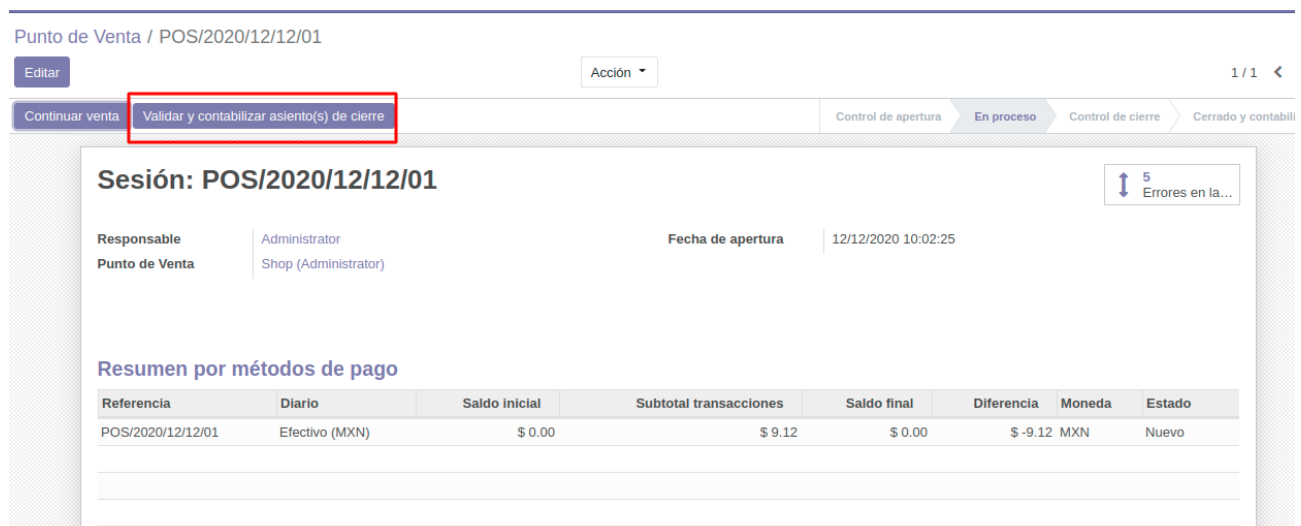 Punto de Venta / POS/2020/12/12/01
Editar
Acción
1 / 1
Continuar venta
Validar y contabilizar asiento(s) de cierre
Control de apertura
En proceso
Control de cierre
Cerrado y contabili
Sesión: POS/2020/12/12/01
5
Errores en la...
Responsable Administrator
Fecha de apertura 12/12/2020 10:02:25
Punto de Venta Shop (Administrator)
Resumen por métodos de pago
Referencia Diario Saldo inicial Subtotal transacciones Saldo final Diferencia Moneda Estado
POS/2020/12/12/01 Efectivo (MXN) $ 0.00 $ 9.12 $ 0.00 $ -9.12 MXN Nuevo